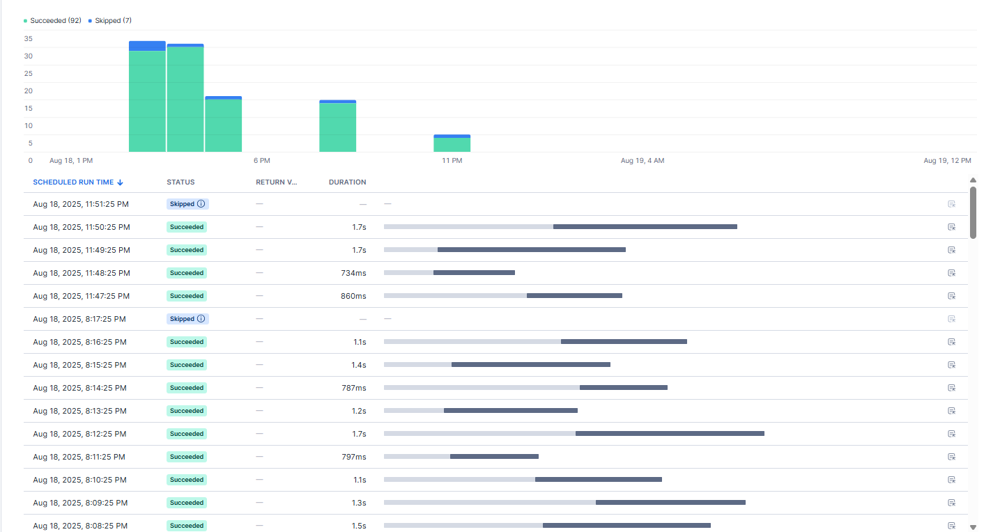 Succeeded (92) Skipped (7)
35
30
25
20
15
10
5
0 Aug 18, 1 PM 6 PM 11 PM Aug 19, 4 AM Aug 19, 12 PM
SCHEDULED RUN TIME ↓ STATUS RETURN V... DURATION
Aug 18, 2025, 11:51:25 PM Skipped — — —
Aug 18, 2025, 11:50:25 PM Succeeded — 1.7s
Aug 18, 2025, 11:49:25 PM Succeeded — 1.7s
Aug 18, 2025, 11:48:25 PM Succeeded — 734ms
Aug 18, 2025, 11:47:25 PM Succeeded — 860ms
Aug 18, 2025, 8:17:25 PM Skipped — — —
Aug 18, 2025, 8:16:25 PM Succeeded — 1.1s
Aug 18, 2025, 8:15:25 PM Succeeded — 1.4s
Aug 18, 2025, 8:14:25 PM Succeeded — 787ms
Aug 18, 2025, 8:13:25 PM Succeeded — 1.2s
Aug 18, 2025, 8:12:25 PM Succeeded — 1.7s
Aug 18, 2025, 8:11:25 PM Succeeded — 797ms
Aug 18, 2025, 8:10:25 PM Succeeded — 1.1s
Aug 18, 2025, 8:09:25 PM Succeeded — 1.3s
Aug 18, 2025, 8:08:25 PM Succeeded — 1.5s